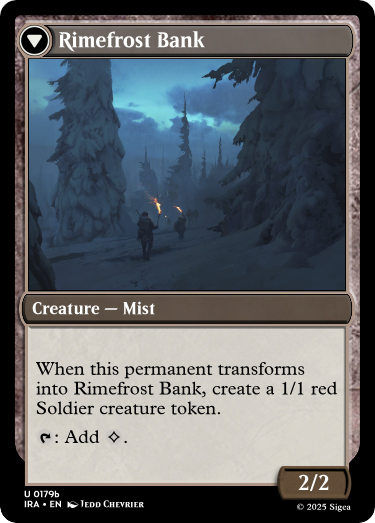 Rimefrost Bank
Creature — Mist
When this permanent transforms
into Rimefrost Bank, create a 1/1 red
Soldier creature token.
: Add .
2/2
U 0179b
IRA • EN Jedd Chevrier
© 2025 Sigea